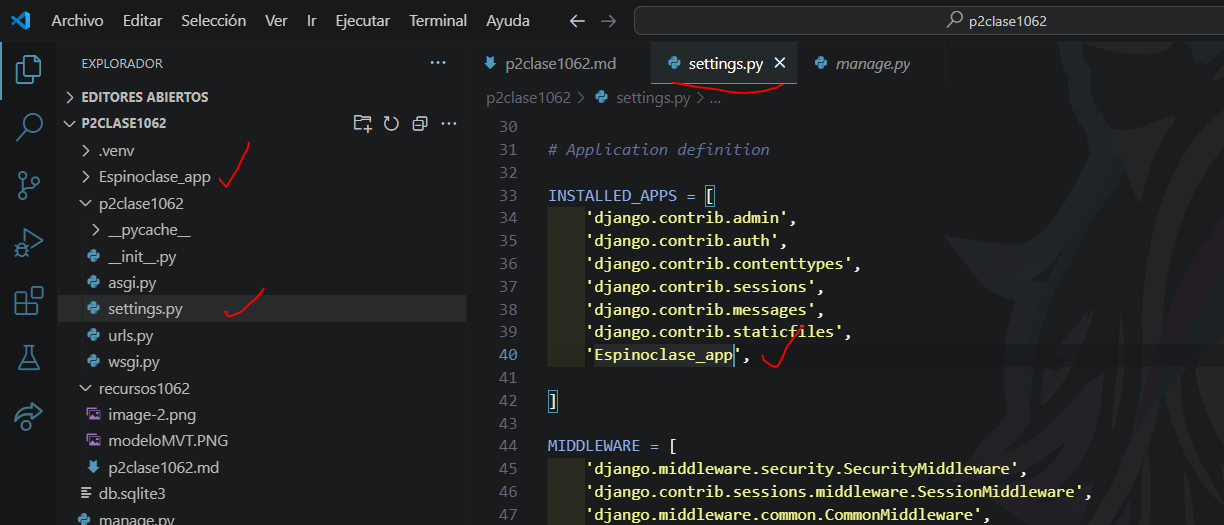 Archivo Editar Selección Ver Ir Ejecutar Terminal Ayuda p2clase1062
EXPLORADOR
EDITORES ABIERTOS
P2CLASE1062
.venv
Espinoclase_app
p2clase1062
__pycache__
__init__.py
asgi.py
settings.py
urls.py
wsgi.py
recursos1062
image-2.png
modeloMVT.PNG
p2clase1062.md
db.sqlite3
manage.py
p2clase1062.md settings.py manage.py
p2clase1062 > settings.py > ...
30
31 # Application definition
32
33 INSTALLED_APPS = [
34 'django.contrib.admin',
35 'django.contrib.auth',
36 'django.contrib.contenttypes',
37 'django.contrib.sessions',
38 'django.contrib.messages',
39 'django.contrib.staticfiles',
40 'Espinoclase_app',
41
42 ]
43
44 MIDDLEWARE = [
45 'django.middleware.security.SecurityMiddleware',
46 'django.contrib.sessions.middleware.SessionMiddleware',
47 'django.middleware.common.CommonMiddleware',